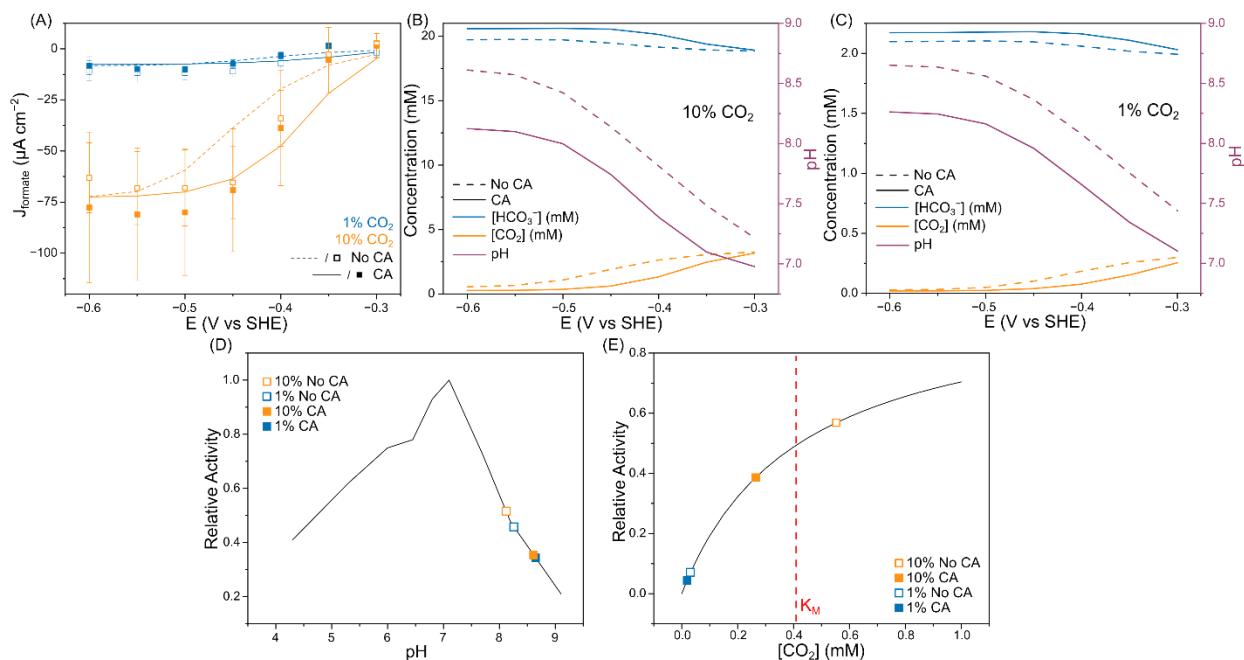 (A)
0
−25
−50
−75
−100
J_formate (µA cm⁻²)
−0.6
−0.5
−0.4
−0.3
E (V vs SHE)
1% CO₂
10% CO₂
/ No CA
/ CA
(B)
20
15
10
5
0
Concentration (mM)
10% CO₂
No CA
CA
[HCO₃⁻] (mM)
[CO₂] (mM)
pH
9.0
8.5
8.0
7.5
7.0
pH
−0.6
−0.5
−0.4
−0.3
E (V vs SHE)
(C)
2.5
2.0
1.5
1.0
0.5
0.0
Concentration (mM)
1% CO₂
No CA
CA
[HCO₃⁻] (mM)
[CO₂] (mM)
pH
9.0
8.5
8.0
7.5
7.0
pH
−0.6
−0.5
−0.4
−0.3
E (V vs SHE)
(D)
10% No CA
1% No CA
10% CA
1% CA
1.0
0.8
0.6
0.4
0.2
Relative Activity
4
5
6
7
8
9
pH
(E)
0.8
0.6
0.4
0.2
0.0
Relative Activity
K_M
10% No CA
10% CA
1% No CA
1% CA
0.0
0.2
0.4
0.6
0.8
1.0
[CO₂] (mM)